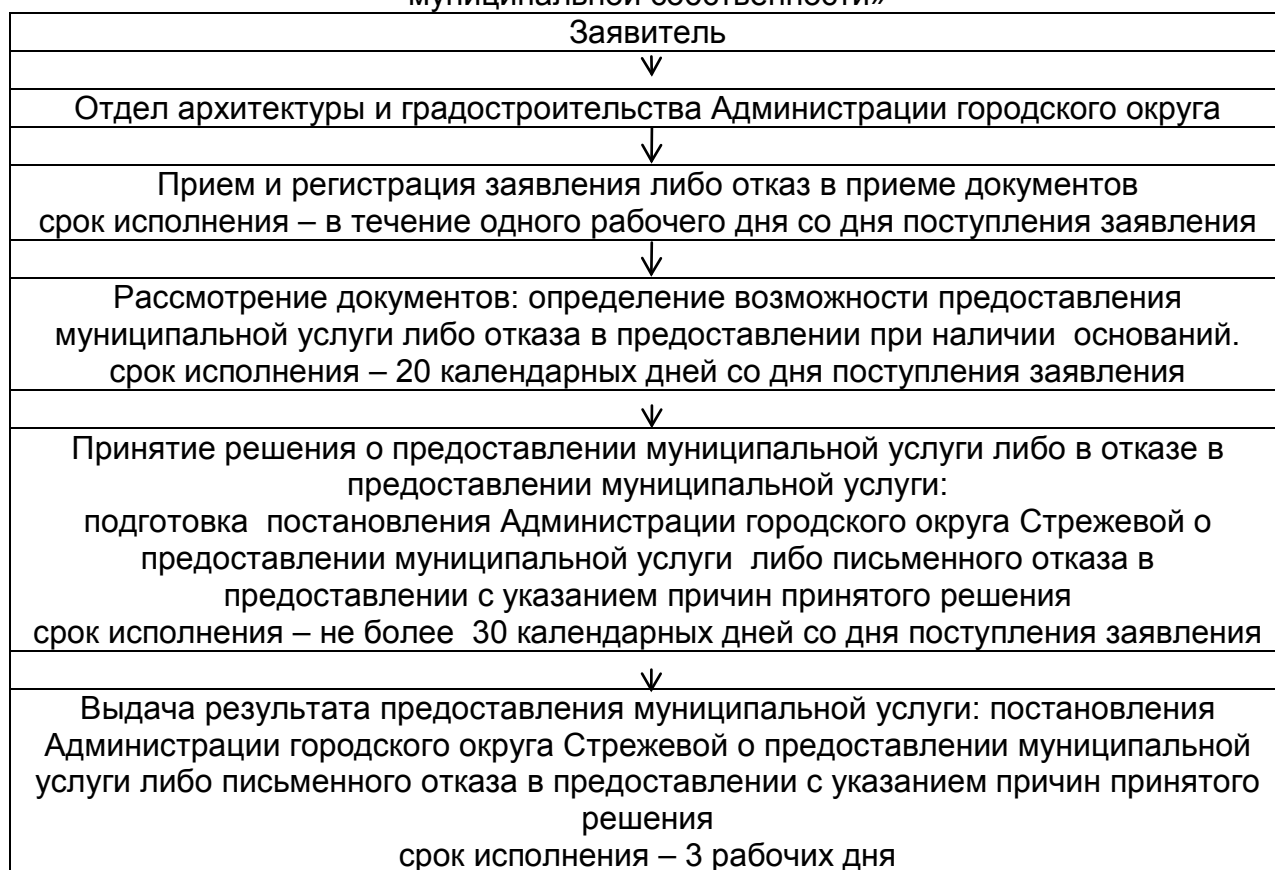 муниципальной собственности»
Заявитель
Отдел архитектуры и градостроительства Администрации городского округа
Прием и регистрация заявления либо отказ в приеме документов
срок исполнения – в течение одного рабочего дня со дня поступления заявления
Рассмотрение документов: определение возможности предоставления
муниципальной услуги либо отказа в предоставлении при наличии оснований.
срок исполнения – 20 календарных дней со дня поступления заявления
Принятие решения о предоставлении муниципальной услуги либо в отказе в
предоставлении муниципальной услуги:
подготовка постановления Администрации городского округа Стрежевой о
предоставлении муниципальной услуги либо письменного отказа в
предоставлении с указанием причин принятого решения
срок исполнения – не более 30 календарных дней со дня поступления заявления
Выдача результата предоставления муниципальной услуги: постановления
Администрации городского округа Стрежевой о предоставлении муниципальной
услуги либо письменного отказа в предоставлении с указанием причин принятого
решения
срок исполнения – 3 рабочих дня